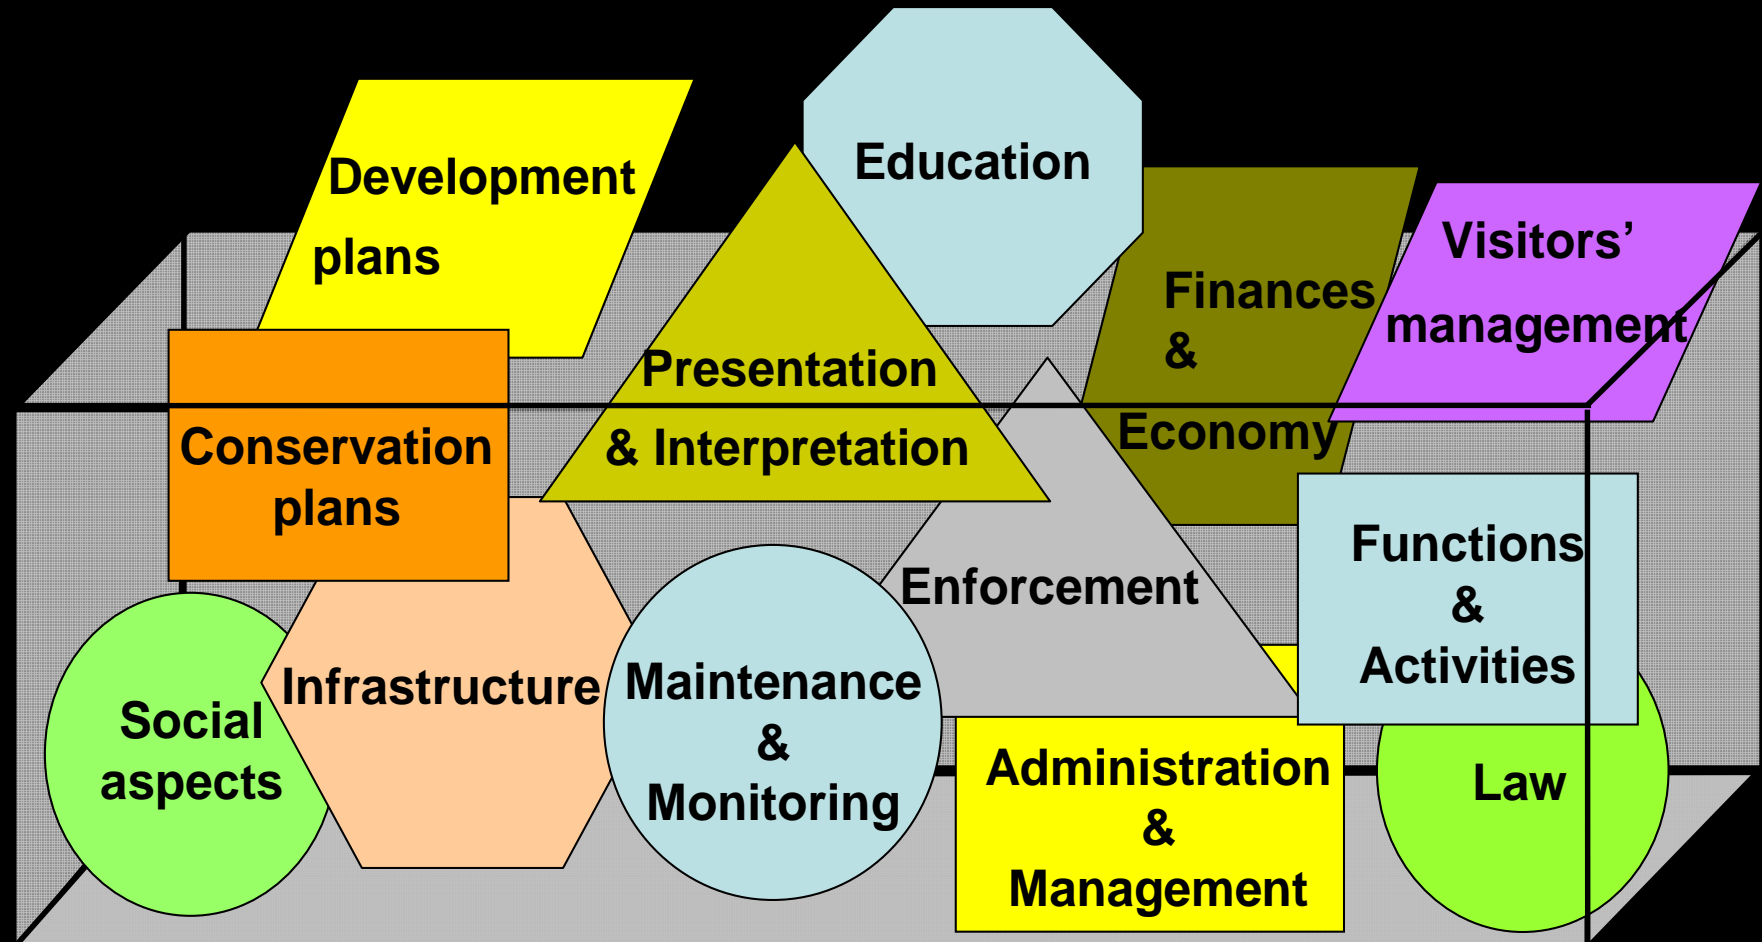 Education
Development
plans
Visitors’
management
Finances
&
Economy
Presentation
& Interpretation
Conservation
plans
Functions
&
Activities
Enforcement
Infrastructure
Maintenance
&
Monitoring
Social
aspects
Administration
&
Management
Law